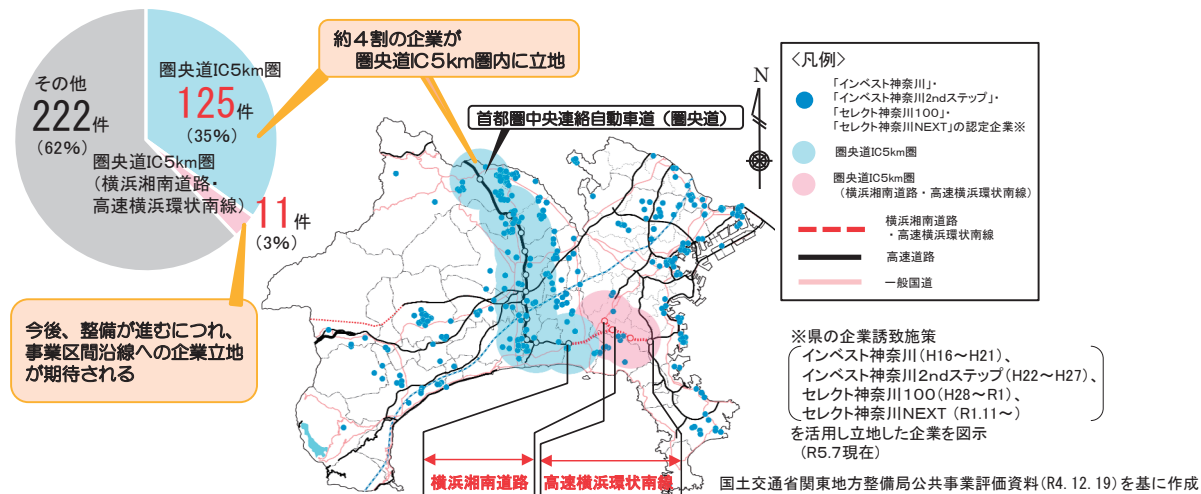 約4割の企業が
圏央道IC5km圏内に立地
その他
222件
(62%)
圏央道IC5km圏
125件
(35%)
圏央道IC5km圏
(横浜湘南道路・
高速横浜環状南線)
11件
(3%)
今後、整備が進むにつれ、
事業区間沿線への企業立地
が期待される
首都圏中央連絡自動車道(圏央道)
N
<凡例>
「インベスト神奈川」・
「インベスト神奈川2ndステップ」・
「セレクト神奈川100」・
「セレクト神奈川NEXT」の認定企業※
圏央道IC5km圏
圏央道IC5km圏
(横浜湘南道路・高速横浜環状南線)
横浜湘南道路
・高速横浜環状南線
高速道路
一般国道
※県の企業誘致施策
インベスト神奈川(H16~H21)、
インベスト神奈川2ndステップ(H22~H27)、
セレクト神奈川100(H28~R1)、
セレクト神奈川NEXT (R1.11~)
を活用し立地した企業を図示
(R5.7現在)
横浜湘南道路
高速横浜環状南線
国土交通省関東地方整備局公共事業評価資料(R4.12.19)を基に作成